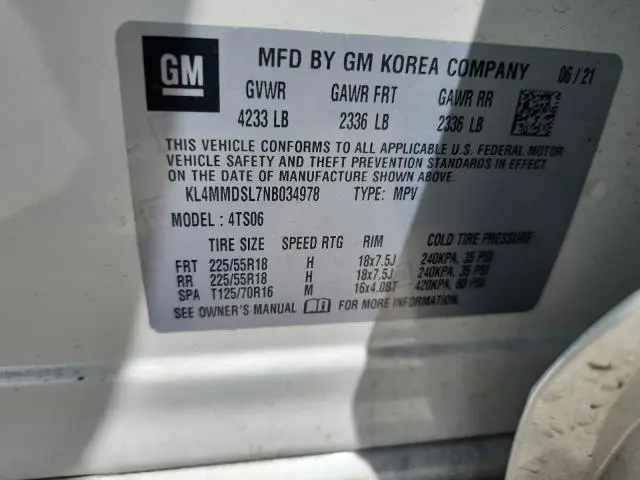 GM
MFD BY GM KOREA COMPANY 06/21
GVWR GAWR FRT GAWR RR
4233 LB 2336 LB 2336 LB
THIS VEHICLE CONFORMS TO ALL APPLICABLE U.S. FEDERAL MOTOR
VEHICLE SAFETY AND THEFT PREVENTION STANDARDS IN EFFECT
ON THE DATE OF MANUFACTURE SHOWN ABOVE.
KL4MMDSL7NB034978 TYPE: MPV
MODEL: 4TS06
TIRE SIZE SPEED RTG RIM COLD TIRE PRESSURE
FRT 225/55R18 H 18x7.5J 240KPA, 35 PSI
RR 225/55R18 H 18x7.5J 240KPA, 35 PSI
SPA T125/70R16 M 16x4.0BT 420KPA, 60 PSI
SEE OWNER'S MANUAL FOR MORE INFORMATION